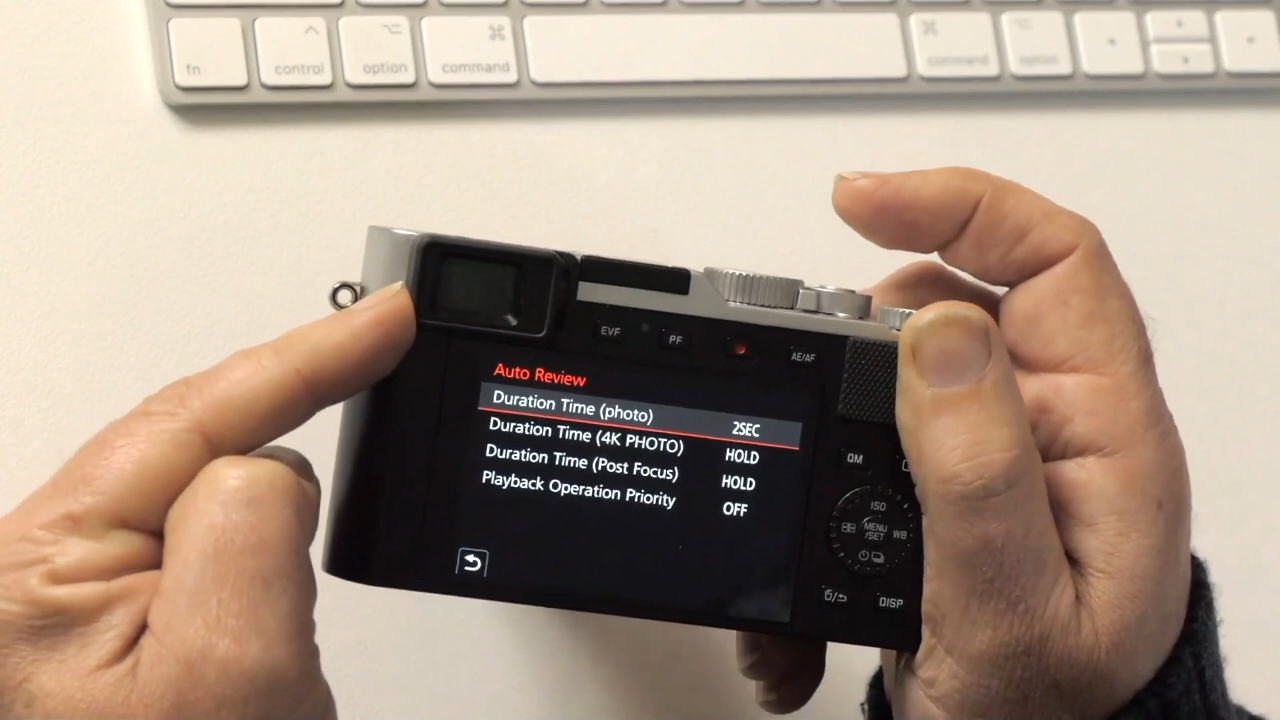 fn control option command command option
EVF PF AE/AF
Auto Review
Duration Time (photo) 2SEC
Duration Time (4K PHOTO) HOLD
Duration Time (Post Focus) HOLD
Playback Operation Priority OFF
QM
ISO
MENU
/SET
WB
DISP